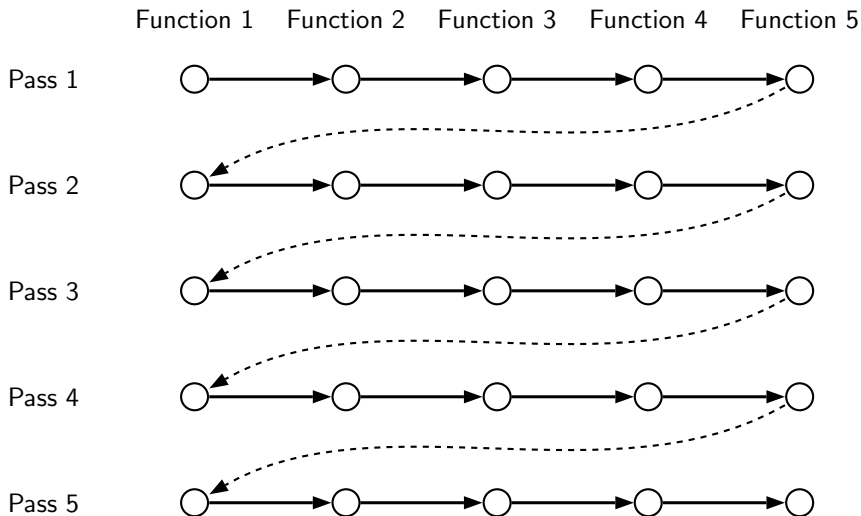 Function 1 Function 2 Function 3 Function 4 Function 5
Pass 1
Pass 2
Pass 3
Pass 4
Pass 5